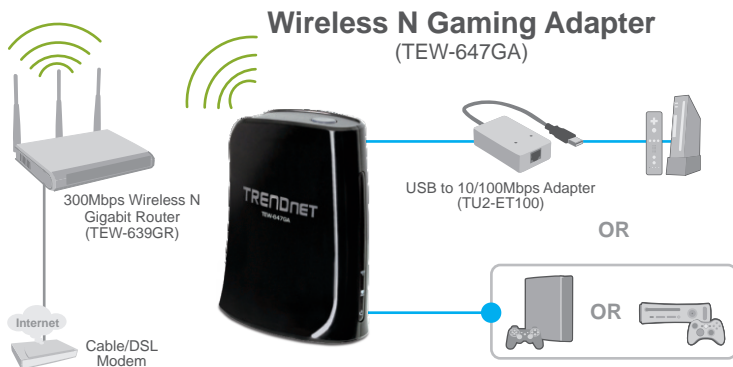 Wireless N Gaming Adapter
(TEW-647GA)
300Mbps Wireless N
Gigabit Router
(TEW-639GR)
Internet
Cable/DSL
Modem
TRENDNET
TEW-647GA
USB to 10/100Mbps Adapter
(TU2-ET100)
OR
OR